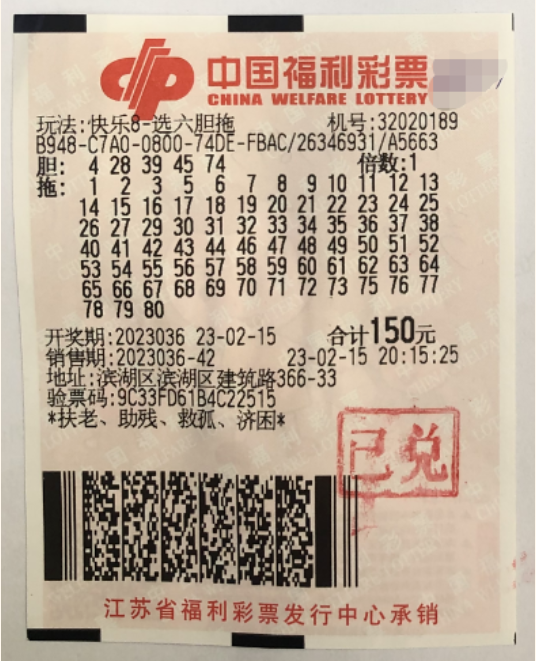 中国福利彩票
CHINA WELFARE LOTTERY
玩法:快乐8-选六胆拖 机号:32020189
B948-C7A0-0800-74DE-FBAC/26346931/A5663
胆: 4 28 39 45 74 倍数:1
拖: 1 2 3 5 6 7 8 9 10 11 12 13
14 15 16 17 18 19 20 21 22 23 24 25
26 27 29 30 31 32 33 34 35 36 37 38
40 41 42 43 44 46 47 48 49 50 51 52
53 54 55 56 57 58 59 60 61 62 63 64
65 66 67 68 69 70 71 72 73 75 76 77
78 79 80
开奖期:2023036 23-02-15 合计150元
销售期:2023036-42 23-02-15 20:15:25
地址:滨湖区滨湖区建筑路366-33
验票码:9C33FD61B4C22515
*扶老、助残、救孤、济困*
已兑
江苏省福利彩票发行中心承销